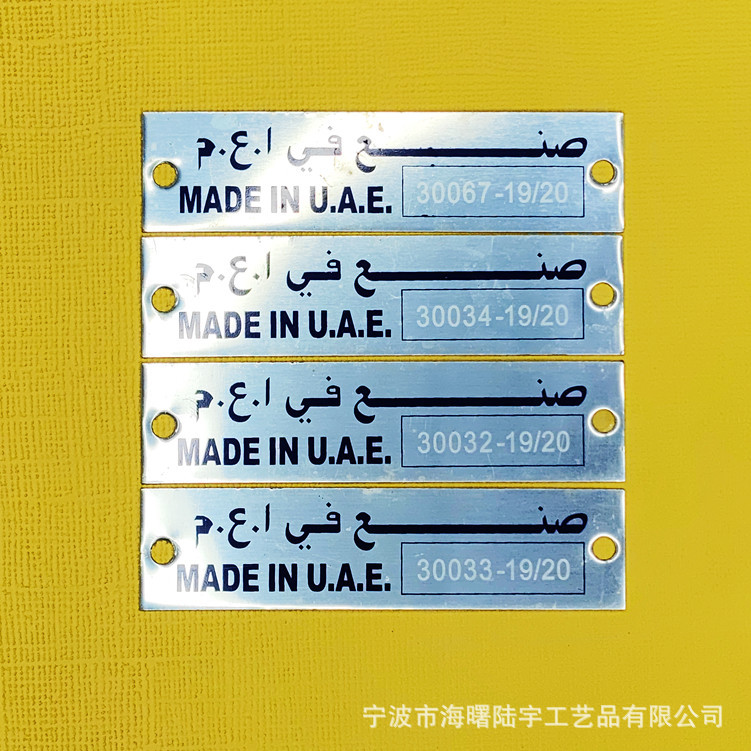 صنع في ا.ع.م
MADE IN U.A.E. 30067-19/20
صنع في ا.ع.م
MADE IN U.A.E. 30034-19/20
صنع في ا.ع.م
MADE IN U.A.E. 30032-19/20
صنع في ا.ع.م
MADE IN U.A.E. 30033-19/20
宁波市海曙陆宇工艺品有限公司